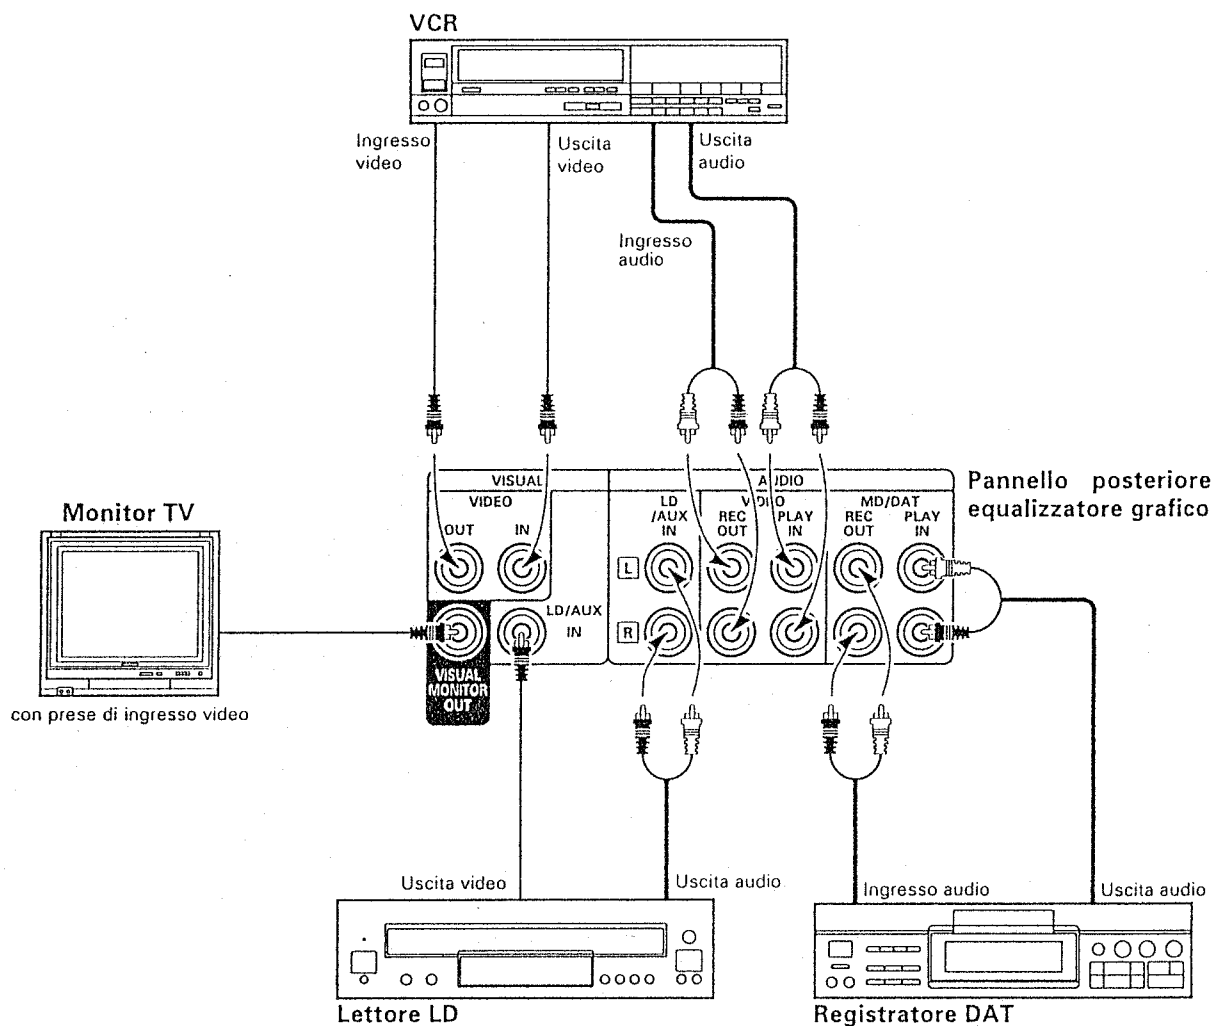 VCR
Ingresso
video
Uscita
video
Uscita
audio
Ingresso
audio
VISUAL
AUDIO
VIDEO
OUT
IN
LD
/AUX
IN
VIDEO
REC
OUT
PLAY
IN
MD/DAT
REC
OUT
PLAY
IN
Pannello posteriore
equalizzatore grafico
Monitor TV
L
R
LD/AUX
IN
VISUAL
MONITOR
OUT
con prese di ingresso video
Uscita video
Uscita audio
Ingresso audio
Uscita audio
Lettore LD
Registratore DAT